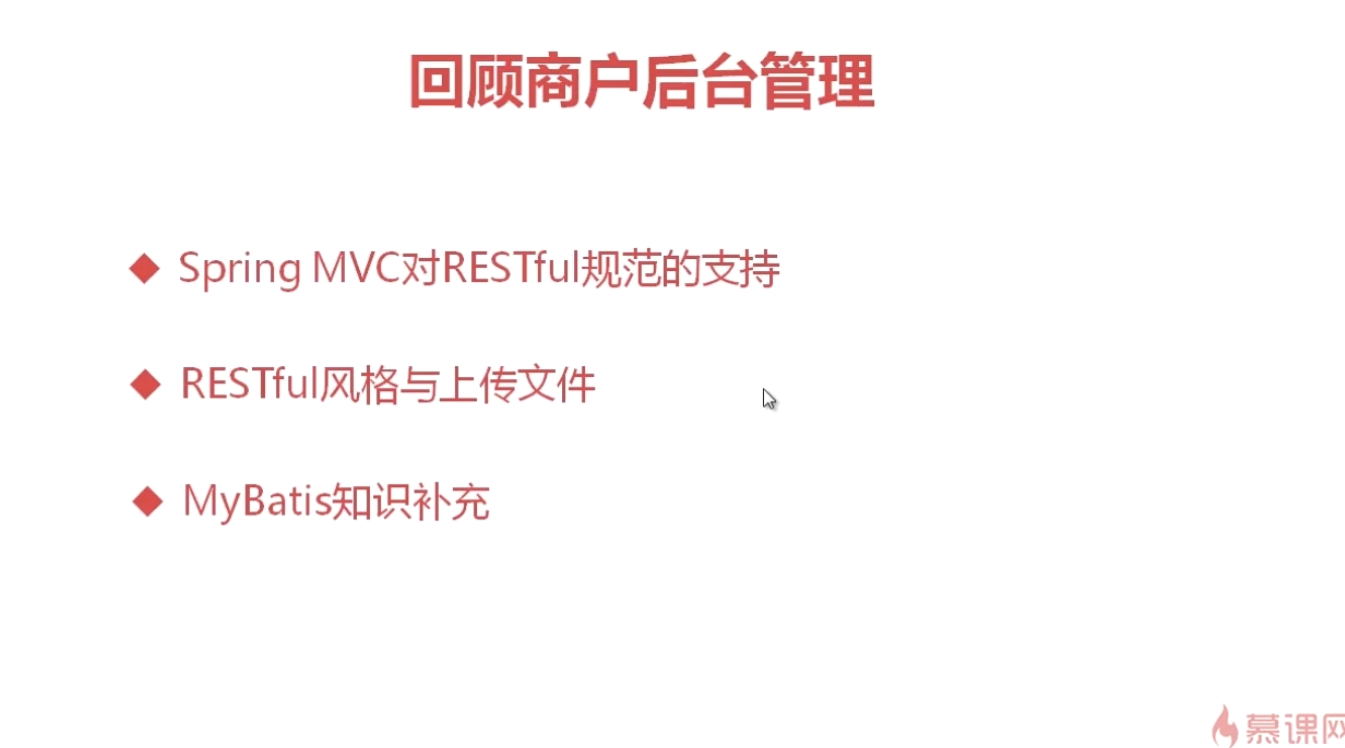 回顾商户后台管理
Spring MVC对RESTful规范的支持
RESTful风格与上传文件
MyBatis知识补充
慕课网